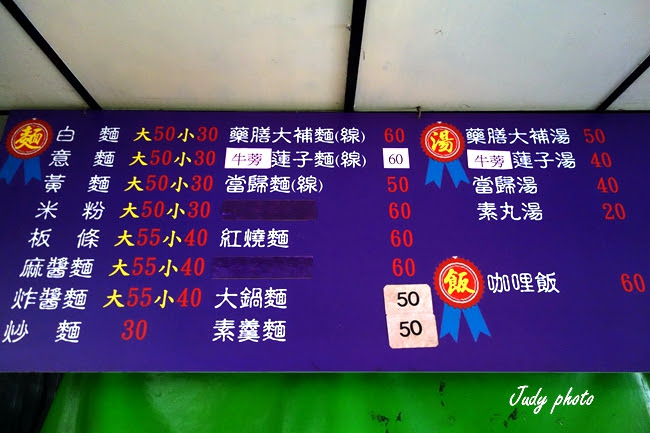 麵
白麵 大50小30
意麵 大50小30
黃麵 大50小30
米粉 大50小30
板條 大55小40
麻醬麵 大55小40
炸醬麵 大55小40
炒麵 30
藥膳大補麵(線) 60
牛蒡蓮子麵(線) 60
當歸麵(線) 50
60
紅燒麵 60
60
大鍋麵 50
素羹麵 50
湯
藥膳大補湯 50
牛蒡蓮子湯 40
當歸湯 40
素丸湯 20
飯
咖哩飯 60
Judy photo